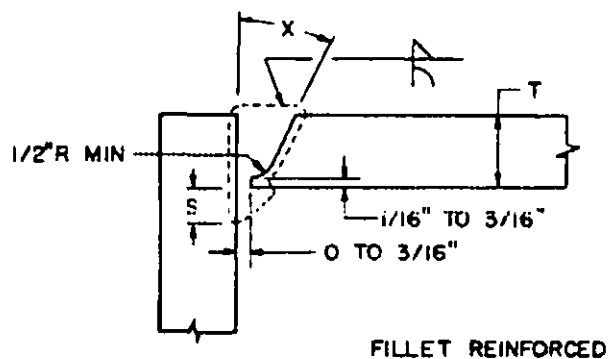 X
T
1/2"R MIN
S
1/16" TO 3/16"
0 TO 3/16"
FILLET REINFORCED